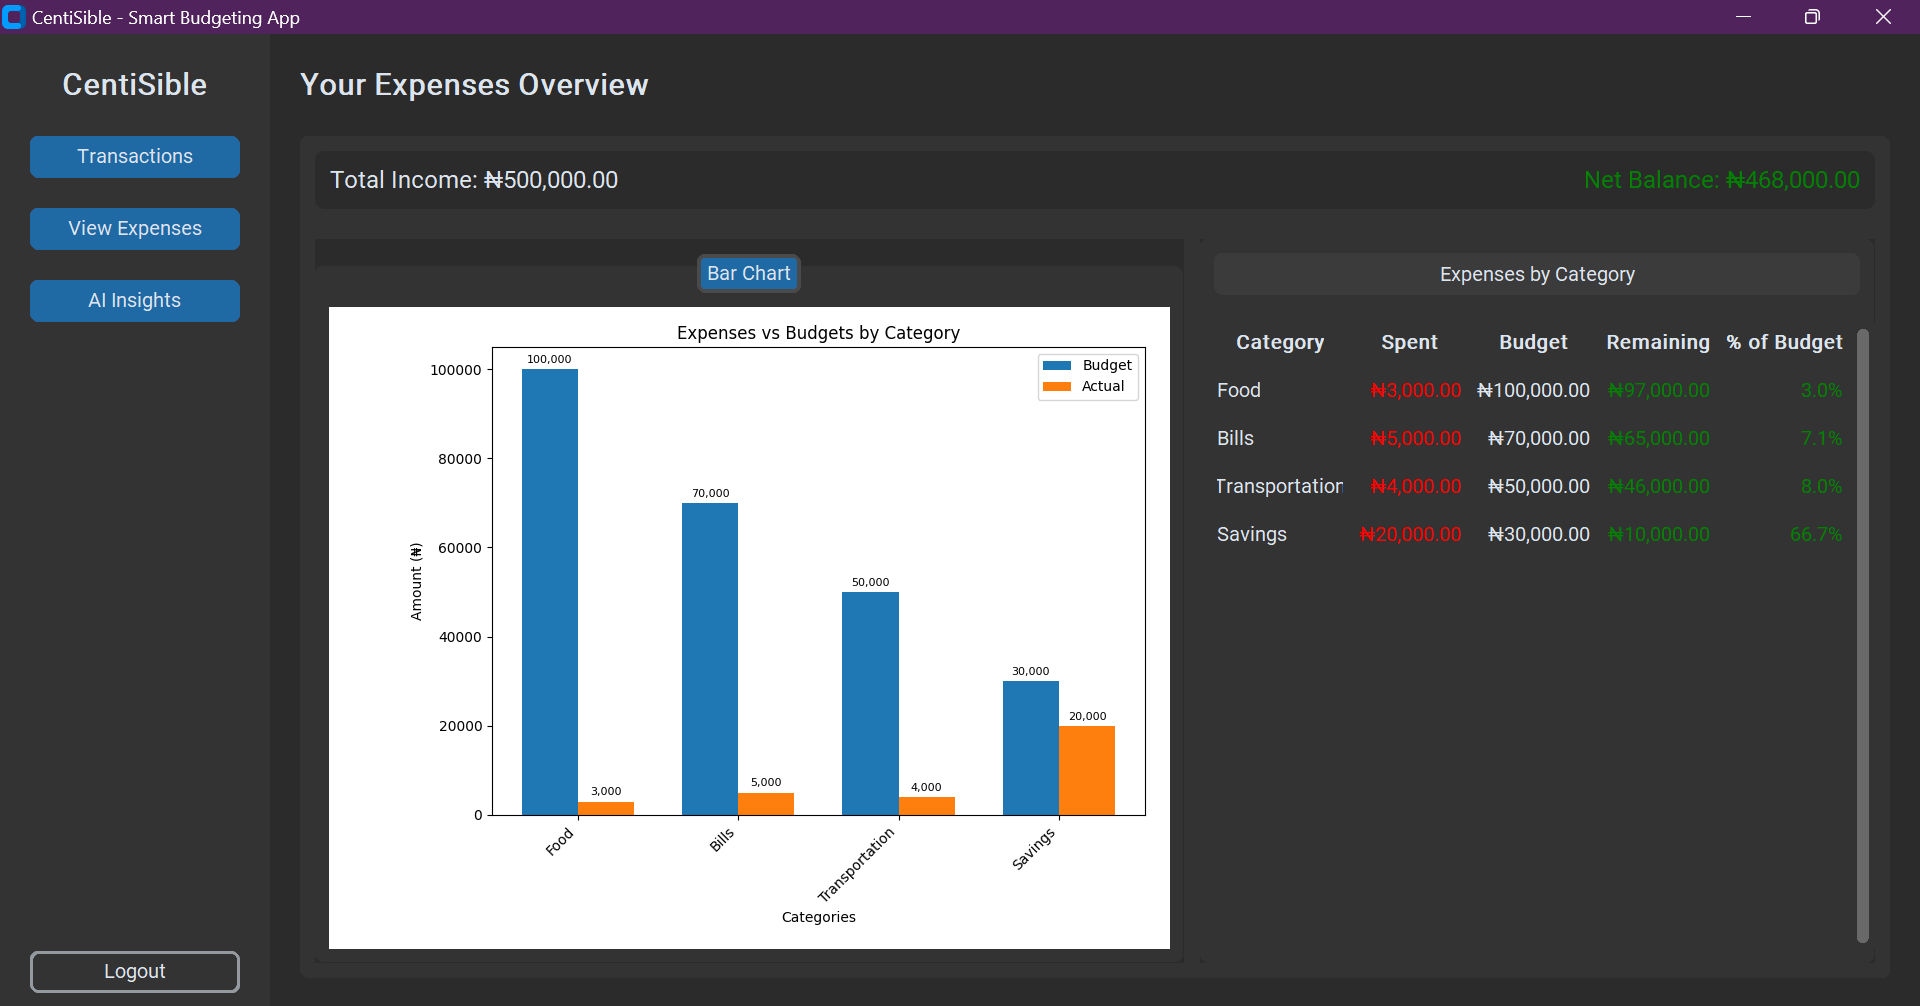 CentiSible - Smart Budgeting App
CentiSible
Transactions
View Expenses
AI Insights
Logout
Your Expenses Overview
Total Income: ₦500,000.00
Net Balance: ₦468,000.00
Bar Chart
Expenses vs Budgets by Category
Budget
Actual
Amount (₦)
100000
80000
60000
40000
20000
0
100,000
3,000
70,000
5,000
50,000
4,000
30,000
20,000
Food
Bills
Transportation
Savings
Categories
Expenses by Category
Category Spent Budget Remaining % of Budget
Food ₦3,000.00 ₦100,000.00 ₦97,000.00 3.0%
Bills ₦5,000.00 ₦70,000.00 ₦65,000.00 7.1%
Transportation ₦4,000.00 ₦50,000.00 ₦46,000.00 8.0%
Savings ₦20,000.00 ₦30,000.00 ₦10,000.00 66.7%